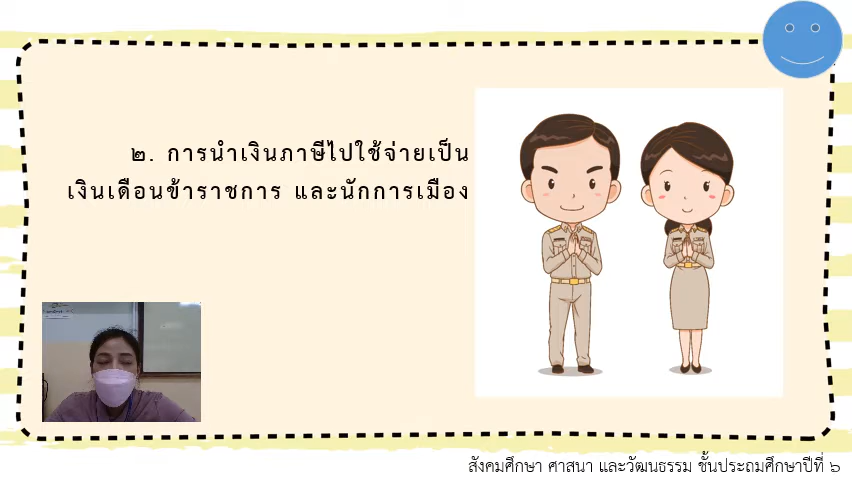 ๒. การนำเงินภาษีไปใช้จ่ายเป็น
เงินเดือนข้าราชการ และนักการเมือง
สังคมศึกษา ศาสนา และวัฒนธรรม ชั้นประถมศึกษาปีที่ ๖